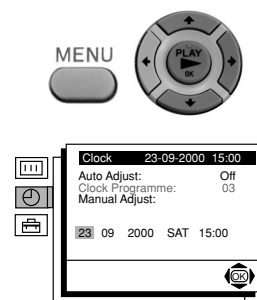 MENU
PLAY
OK
Clock 23-09-2000 15:00
Auto Adjust: Off
Clock Programme: 03
Manual Adjust:
23 09 2000 SAT 15:00
OK